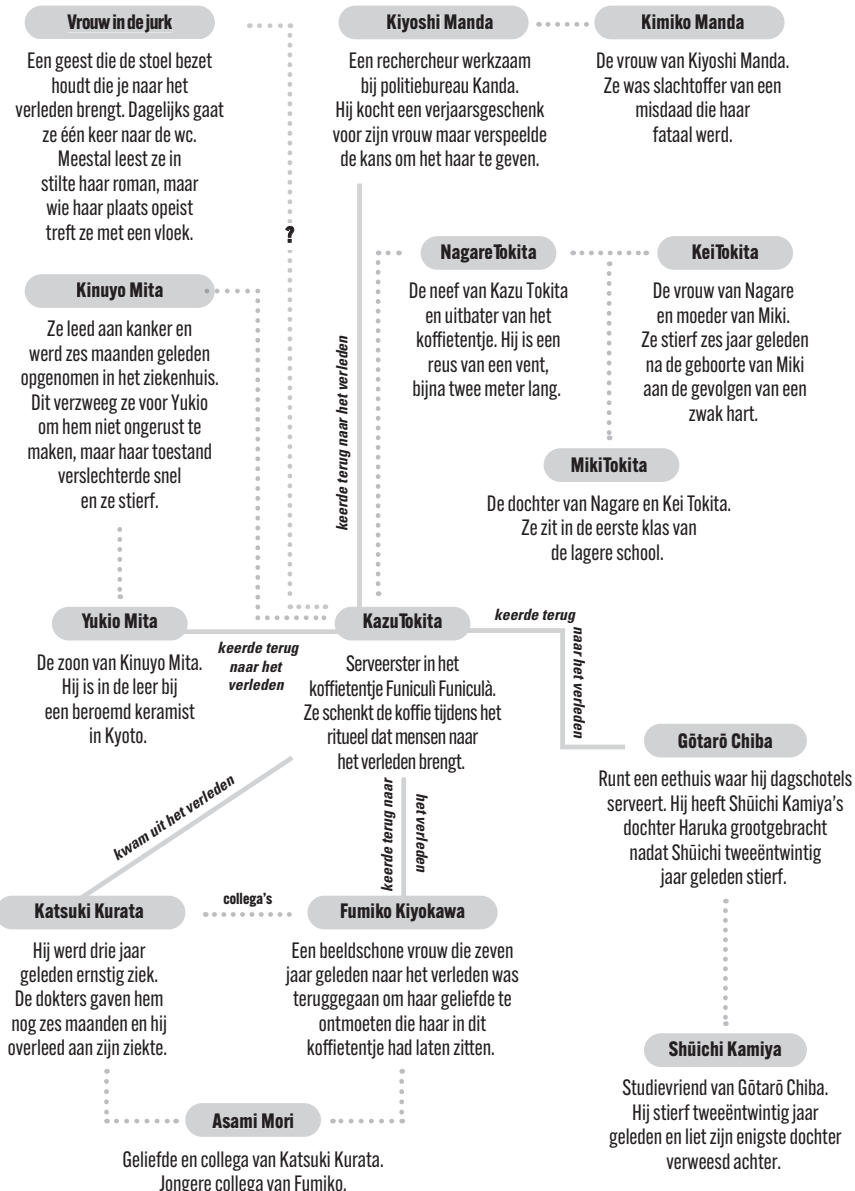 Vrouw in de jurk
Een geest die de stoel bezet
houdt die je naar het
verleden brengt. Dagelijks gaat
ze één keer naar de wc.
Meestal leest ze in
stilte haar roman, maar
wie haar plaats opeist
treft ze met een vloek.
Kiyoshi Manda
Een rechercheur werkzaam
bij politiebureau Kanda.
Hij kocht een verjaarsgeschenk
voor zijn vrouw maar verspeelde
de kans om het haar te geven.
Kimiko Manda
De vrouw van Kiyoshi Manda.
Ze was slachtoffer van een
misdaad die haar
fataal werd.
?
keerde terug naar het verleden
Nagare Tokita
De neef van Kazu Tokita
en uitbater van het
koffietentje. Hij is een
reus van een vent,
bijna twee meter lang.
Kei Tokita
De vrouw van Nagare
en moeder van Miki.
Ze stierf zes jaar geleden
na de geboorte van Miki
aan de gevolgen van een
zwak hart.
Kinuyo Mita
Ze leed aan kanker en
werd zes maanden geleden
opgenomen in het ziekenhuis.
Dit verzweeg ze voor Yukio
om hem niet ongerust te
maken, maar haar toestand
verslechterde snel
en ze stierf.
Miki Tokita
De dochter van Nagare en Kei Tokita.
Ze zit in de eerste klas van
de lagere school.
Yukio Mita
De zoon van Kinuyo Mita.
Hij is in de leer bij
een beroemd keramist
in Kyoto.
keerde terug
naar het
verleden
Kazu Tokita
Serveerster in het
koffietentje Funiculì Funiculà.
Ze schenkt de koffie tijdens het
ritueel dat mensen naar
het verleden brengt.
keerde terug
naar het verleden
Gōtarō Chiba
Runt een eethuis waar hij dagschotels
serveert. Hij heeft Shūichi Kamiya's
dochter Haruka grootgebracht
nadat Shūichi tweeëntwintig
jaar geleden stierf.
kwam uit het verleden
keerde terug naar
het verleden
Katsuki Kurata
Hij werd drie jaar
geleden ernstig ziek.
De dokters gaven hem
nog zes maanden en hij
overleed aan zijn ziekte.
collega's
Fumiko Kiyokawa
Een beeldschone vrouw die zeven
jaar geleden naar het verleden was
teruggegaan om haar geliefde te
ontmoeten die haar in dit
koffietentje had laten zitten.
Shūichi Kamiya
Studievriend van Gōtarō Chiba.
Hij stierf tweeëntwintig jaar
geleden en liet zijn enigste dochter
verweesd achter.
Asami Mori
Geliefde en collega van Katsuki Kurata.
Jongere collega van Fumiko.